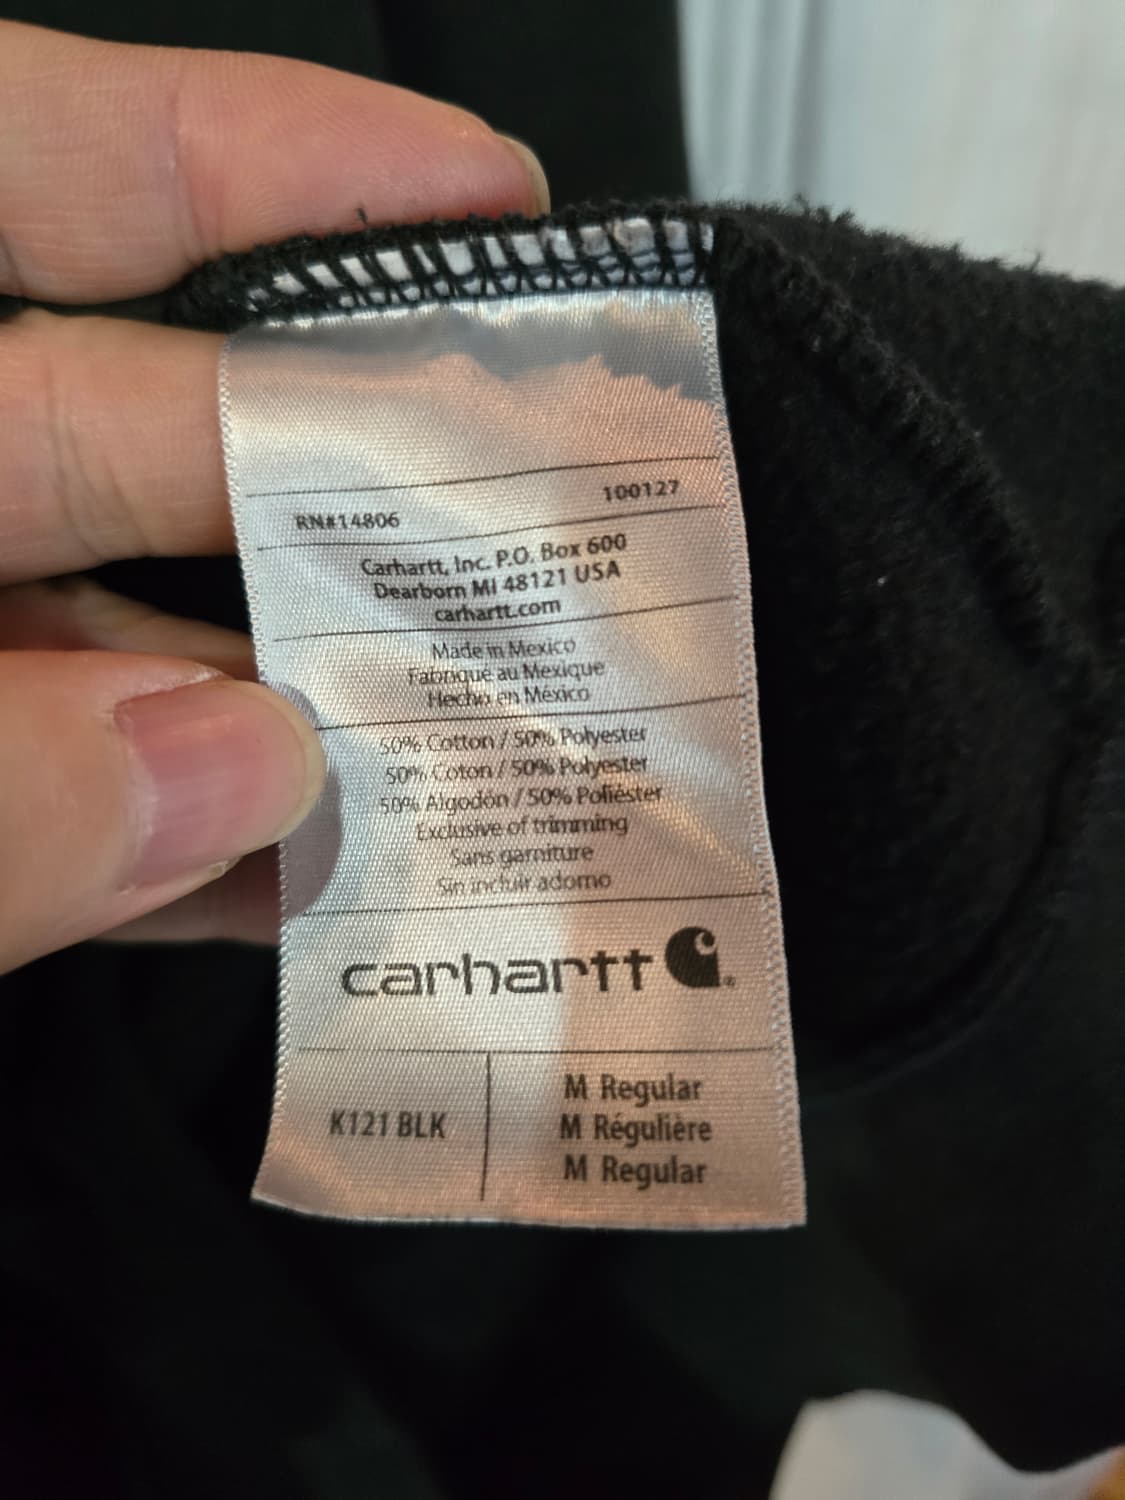 100127
RN#14806
Carhartt, Inc. P.O. Box 600
Dearborn MI 48121 USA
carhartt.com
Made in Mexico
Fabriqué au Mexique
Hecho en México
50% Cotton / 50% Polyester
50% Coton / 50% Polyester
50% Algodón / 50% Poliéster
Exclusive of trimming
Sans garniture
Sin incluir adorno
carhartt
K121 BLK
M Regular
M Régulière
M Regular